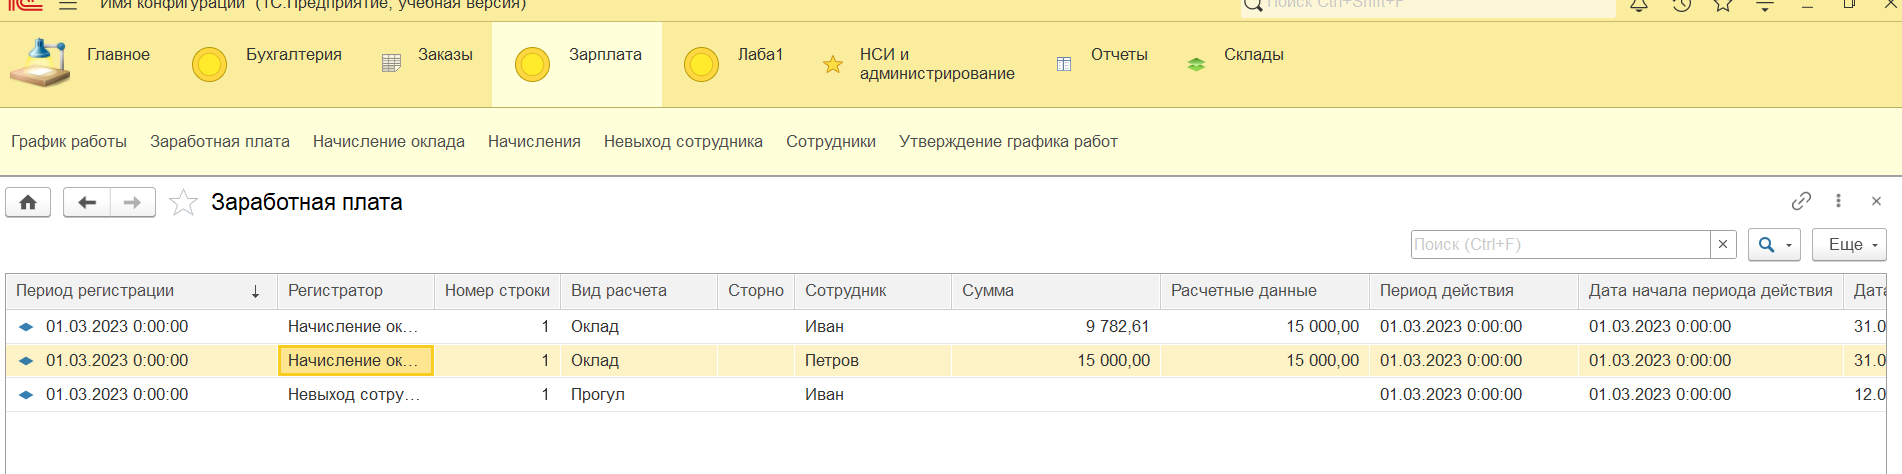 Имя конфигурации (1С:Предприятие, учебная версия)
Поиск Ctrl+Shift+F
Главное
Бухгалтерия
Заказы
Зарплата
Лаба1
НСИ и
администрирование
Отчеты
Склады
График работы Заработная плата Начисление оклада Начисления Невыход сотрудника Сотрудники Утверждение графика работ
Заработная плата
Поиск (Ctrl+F) × Еще
Период регистрации ↓ Регистратор Номер строки Вид расчета Сторно Сотрудник Сумма Расчетные данные Период действия Дата начала периода действия Дата
01.03.2023 0:00:00 Начисление ок... 1 Оклад Иван 9 782,61 15 000,00 01.03.2023 0:00:00 01.03.2023 0:00:00 31.0
01.03.2023 0:00:00 Начисление ок... 1 Оклад Петров 15 000,00 15 000,00 01.03.2023 0:00:00 01.03.2023 0:00:00 31.0
01.03.2023 0:00:00 Невыход сотру... 1 Прогул Иван 01.03.2023 0:00:00 01.03.2023 0:00:00 12.0